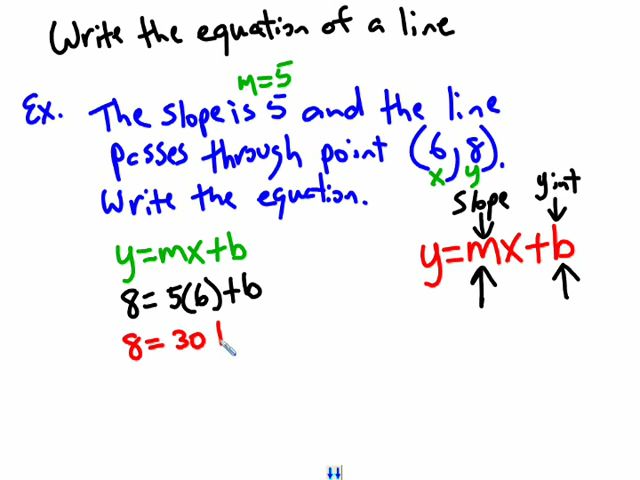 Write the equation of a line
m=5
Ex. The slope is 5 and the line
passes through point (6,8).
x y
Write the equation.
slope
y int
y=mx+b
y=mx+b
8=5(6)+b
8=30